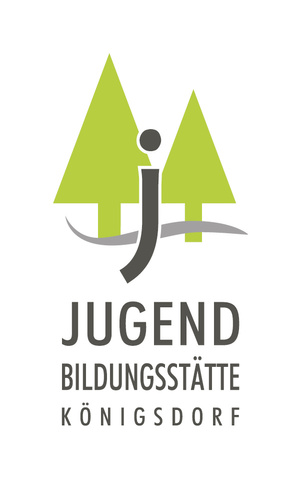 j
JUGEND
BILDUNGSSTÄTTE
KÖNIGSDORF